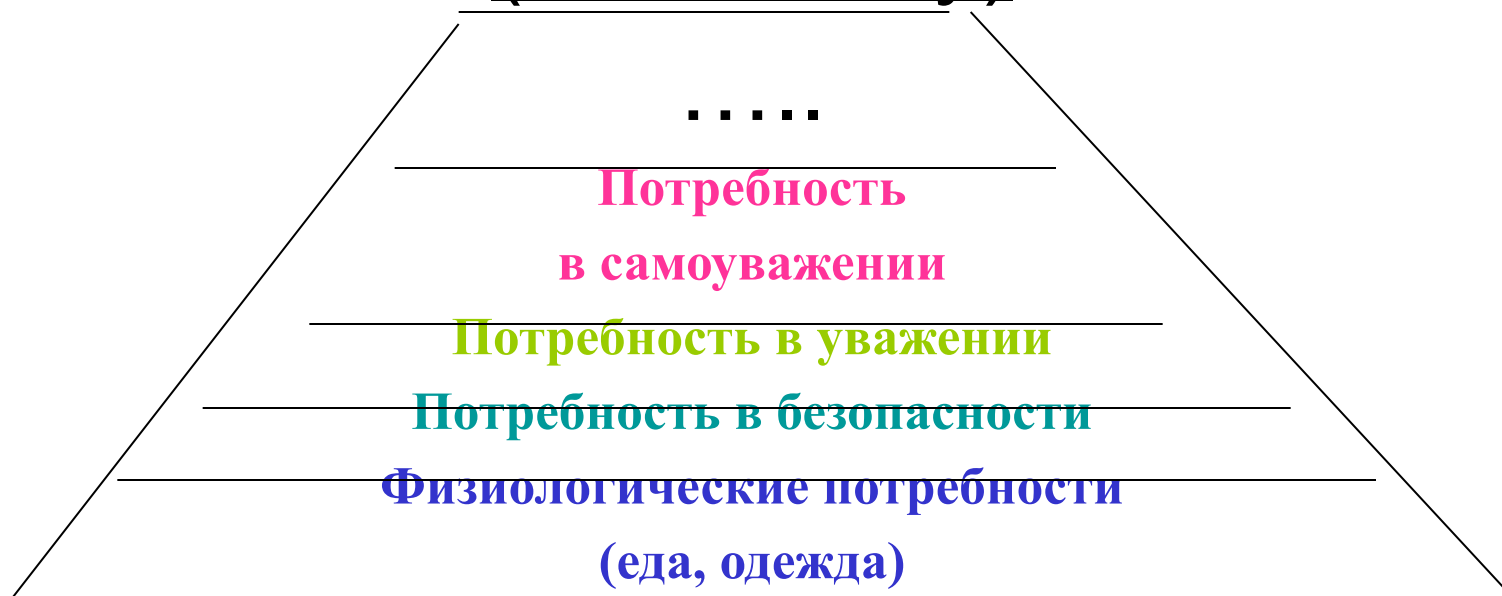 .....
Потребность
в самоуважении
Потребность в уважении
Потребность в безопасности
Физиологические потребности
(еда, одежда)